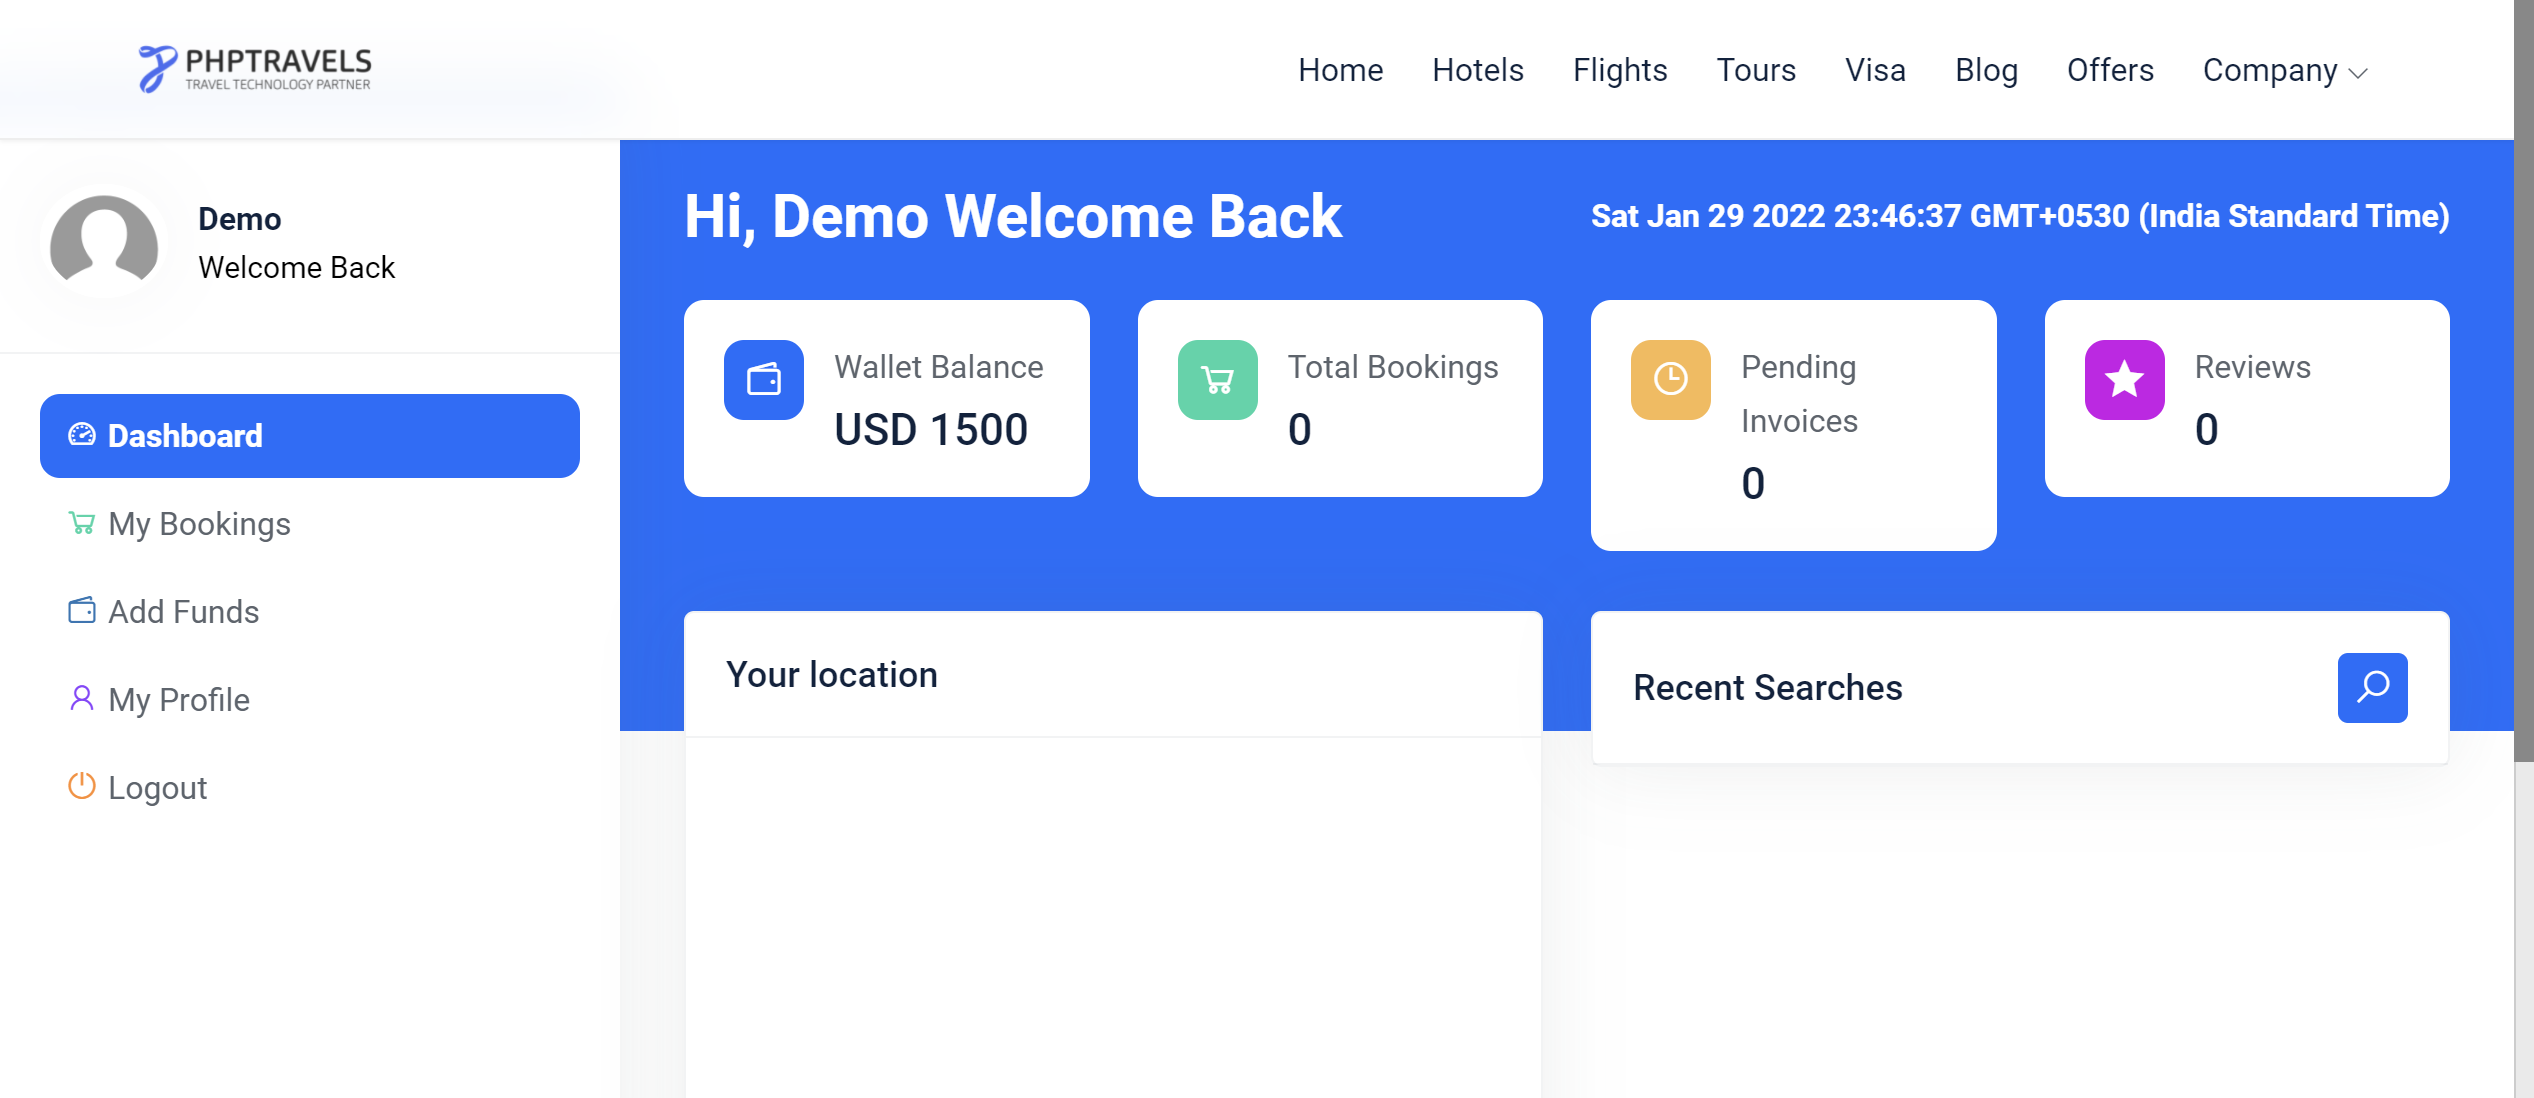 PHPTRAVELS
TRAVEL TECHNOLOGY PARTNER
Home Hotels Flights Tours Visa Blog Offers Company
Demo
Welcome Back
Dashboard
My Bookings
Add Funds
My Profile
Logout
Hi, Demo Welcome Back
Sat Jan 29 2022 23:46:37 GMT+0530 (India Standard Time)
Wallet Balance
USD 1500
Total Bookings
0
Pending
Invoices
0
Reviews
0
Your location
Recent Searches